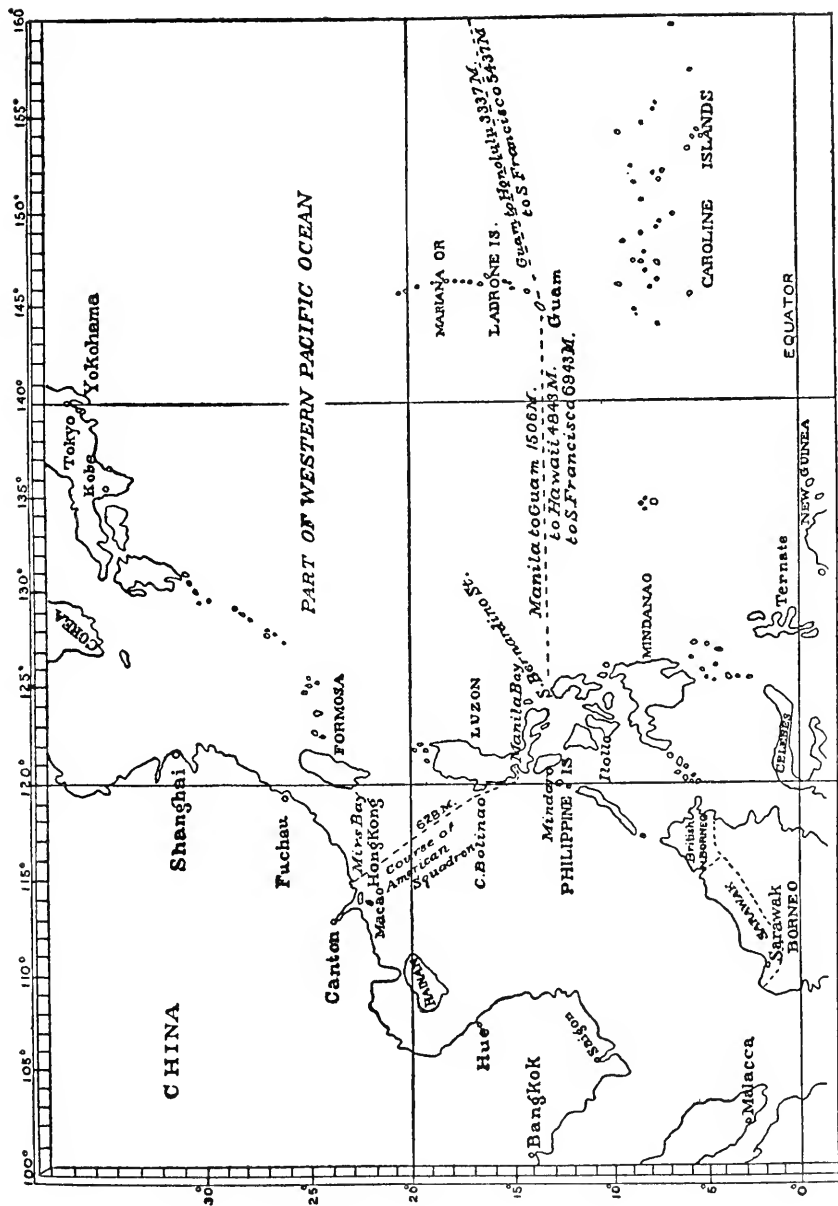 100°
105°
110°
115°
120°
125°
130°
135°
140°
145°
150°
155°
160°
30°
25°
20°
15°
10°
5°
0°
CHINA
COREA
Tokyo
Yokohama
Kobe
Shanghai
Fuchau
FORMOSA
PART OF WESTERN PACIFIC OCEAN
Canton
Mirs Bay
HongKong
Macao
628 M.
Course of
American
Squadron
HAINAN
Hue
Bangkok
Saigon
C. Bolinao
LUZON
Manila Bay
S. Bernardino St.
Mindoro
PHILIPPINE IS
Iloilo
MINDANAO
MARIANA OR
LADRONE IS.
Guam to Honolulu 3337 M.
to S Francisco 5437 M
Guam
Manila to Guam 1506 M.
to Hawaii 4843 M.
to S. Francisco 6943 M.
CAROLINE ISLANDS
EQUATOR
British
N. BORNEO
SARAWAK
Sarawak
BORNEO
Malacca
CELEBES
Ternate
NEW GUINEA